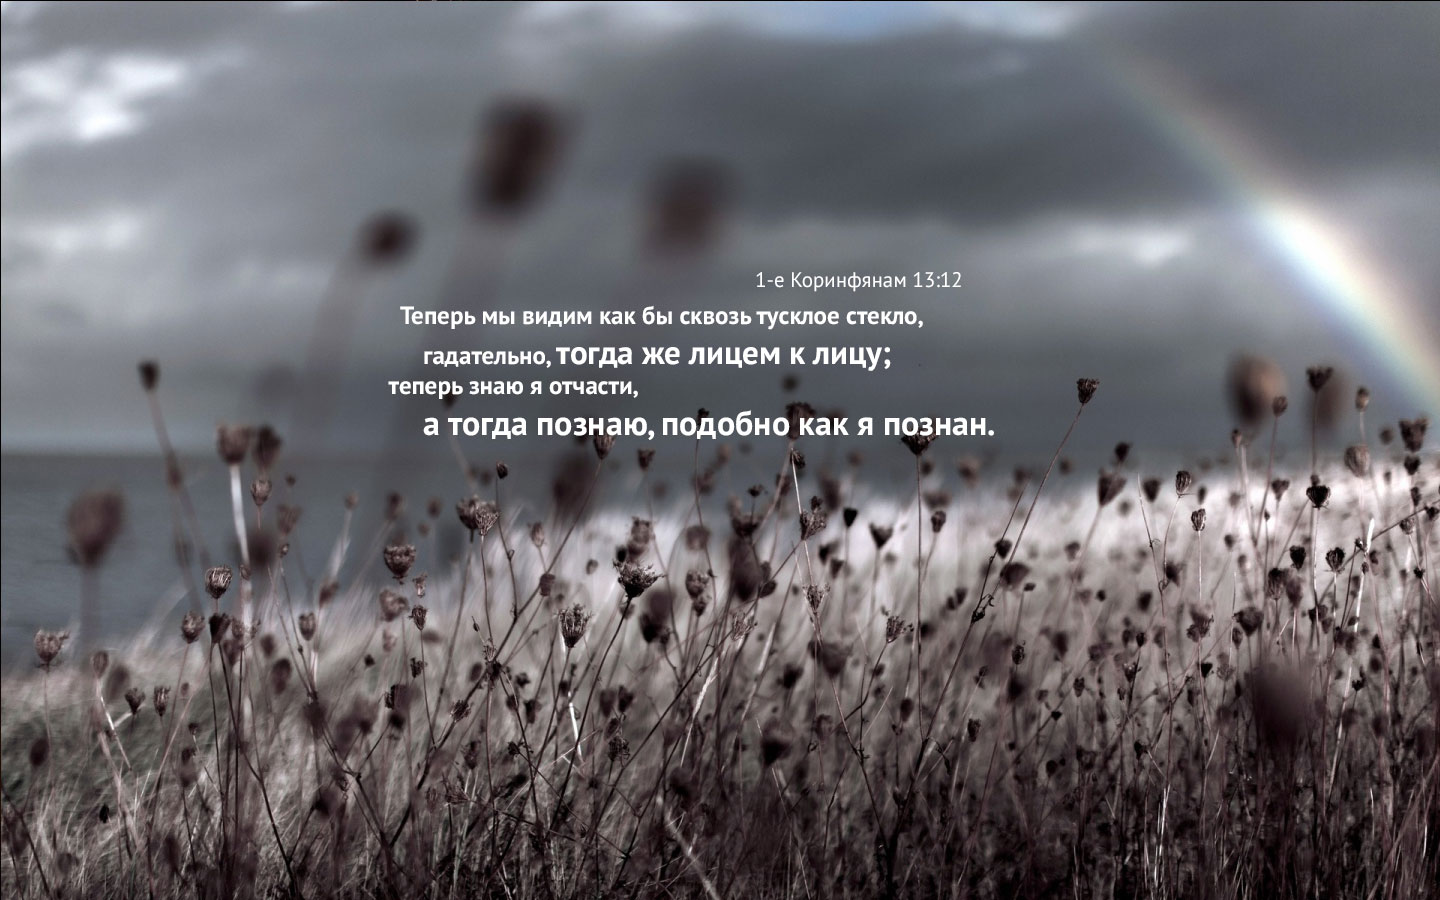 1-е Коринфянам 13:12
Теперь мы видим как бы сквозь тусклое стекло,
гадательно, тогда же лицем к лицу;
теперь знаю я отчасти,
а тогда познаю, подобно как я познан.